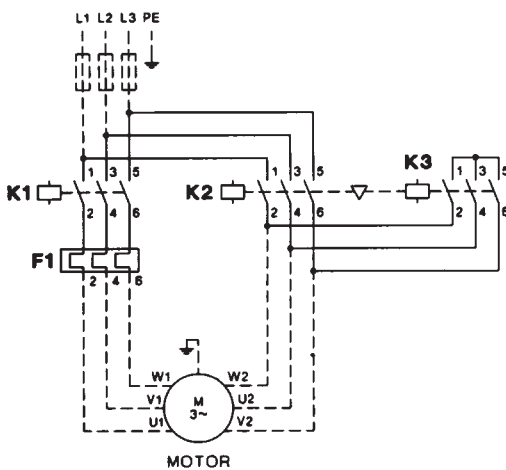 L1 L2 L3 PE
1 3 5
K1
2 4 6
1 3 5
K2
2 4 6
1 3 5
K3
2 4 6
F1
2 4 6
W1 W2
V1 M U2
3~
U1 V2
MOTOR